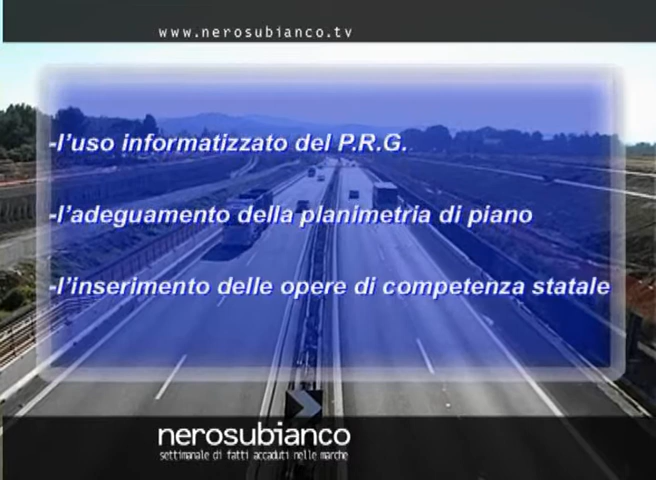 www.nerosubianco.tv
-l'uso informatizzato del P.R.G.
-l'adeguamento della planimetria di piano
-l'inserimento delle opere di competenza statale
nerosubianco
settimanale di fatti accaduti nelle marche